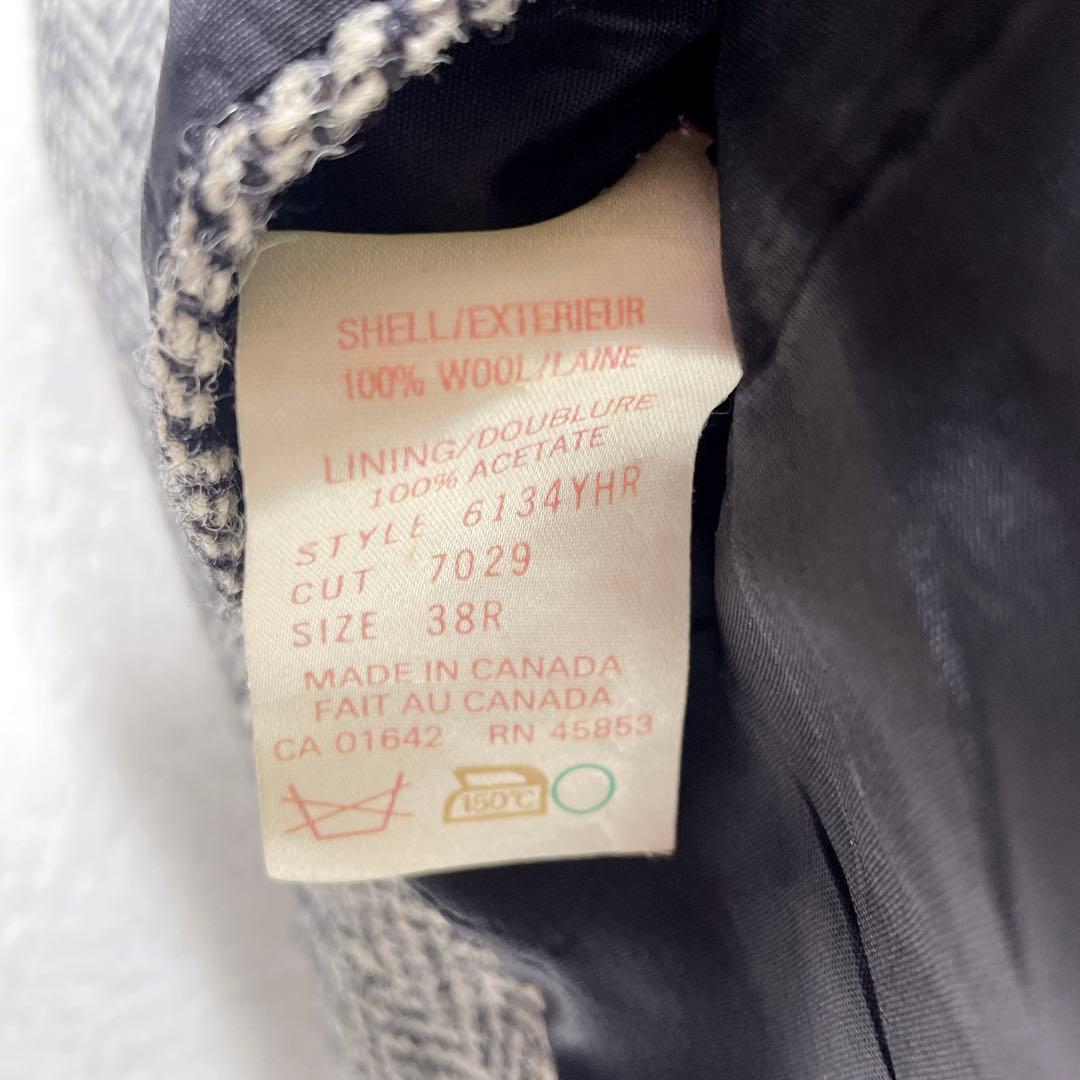 SHELL/EXTERIEUR
100% WOOL/LAINE
LINING/DOUBLURE
100% ACETATE
STYLE 6134YHR
CUT 7029
SIZE 38R
MADE IN CANADA
FAIT AU CANADA
CA 01642 RN 45853
150°C